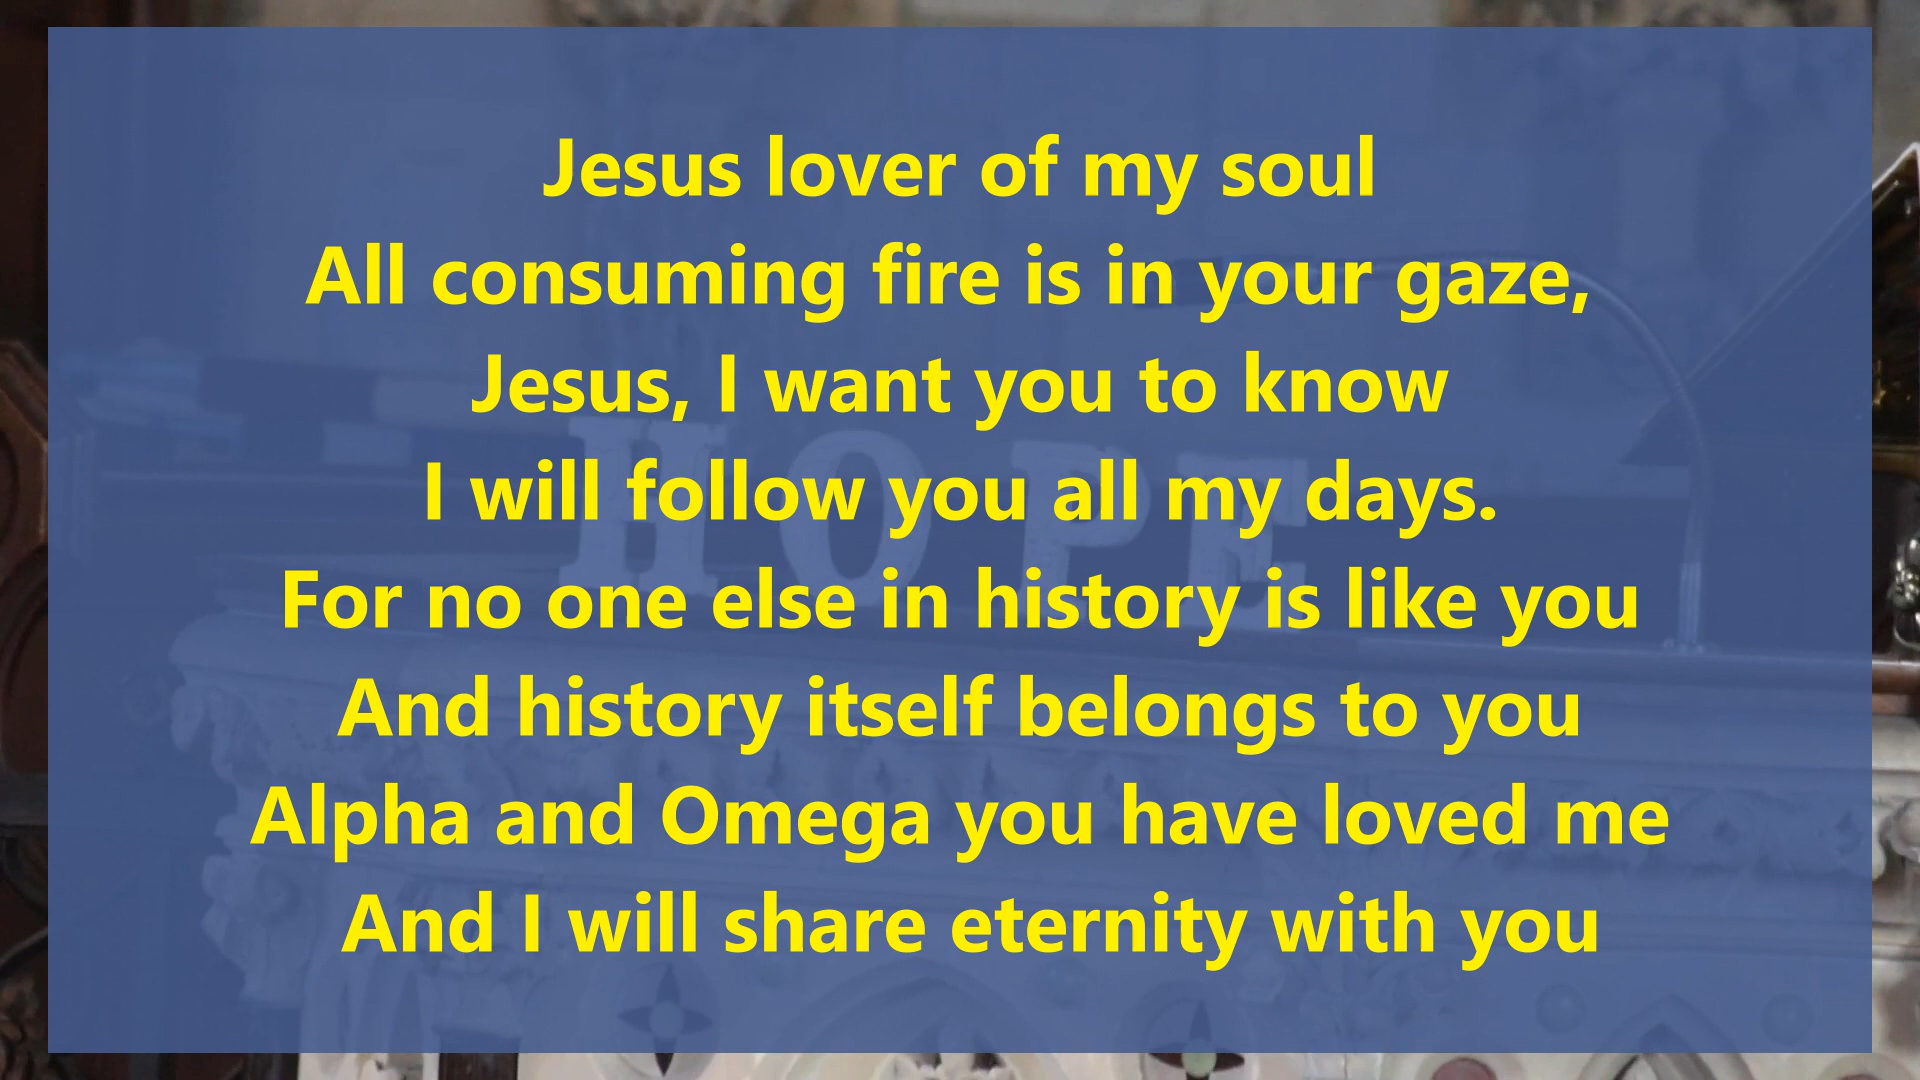 Jesus lover of my soul
All consuming fire is in your gaze,
Jesus, I want you to know
I will follow you all my days.
For no one else in history is like you
And history itself belongs to you
Alpha and Omega you have loved me
And I will share eternity with you
HOPE